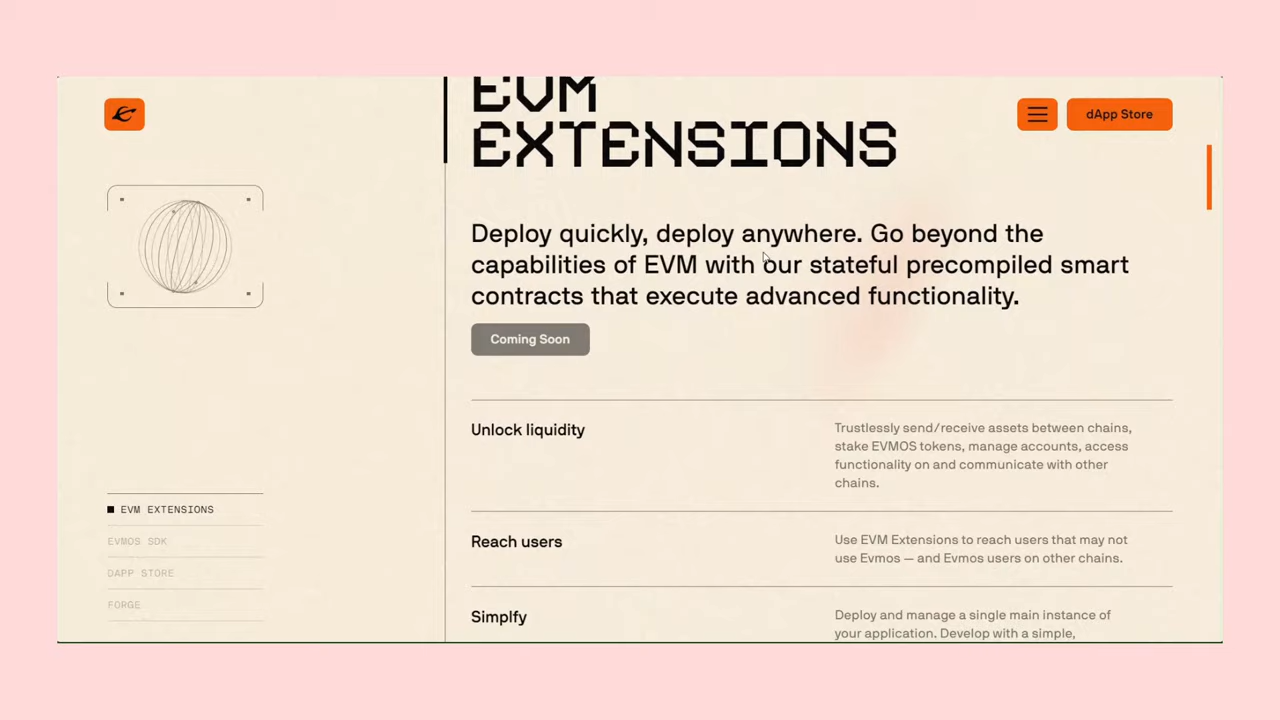 EVM
EXTENSIONS
dApp Store
Deploy quickly, deploy anywhere. Go beyond the
capabilities of EVM with our stateful precompiled smart
contracts that execute advanced functionality.
Coming Soon
Unlock liquidity
Trustlessly send/receive assets between chains,
stake EVMOS tokens, manage accounts, access
functionality on and communicate with other
chains.
Reach users
Use EVM Extensions to reach users that may not
use Evmos — and Evmos users on other chains.
Simplfy
Deploy and manage a single main instance of
your application. Develop with a simple,
EVM EXTENSIONS
EVMOS SDK
DAPP STORE
FORGE